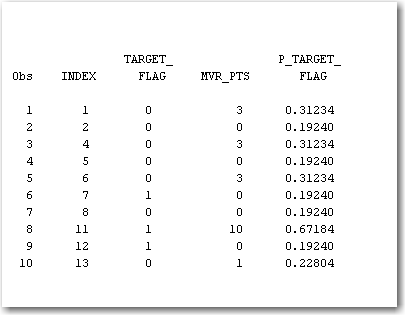 TARGET_ P_TARGET_
Obs INDEX FLAG MVR_PTS FLAG
1 1 0 3 0.31234
2 2 0 0 0.19240
3 4 0 3 0.31234
4 5 0 0 0.19240
5 6 0 3 0.31234
6 7 1 0 0.19240
7 8 0 0 0.19240
8 11 1 10 0.67184
9 12 1 0 0.19240
10 13 0 1 0.22804